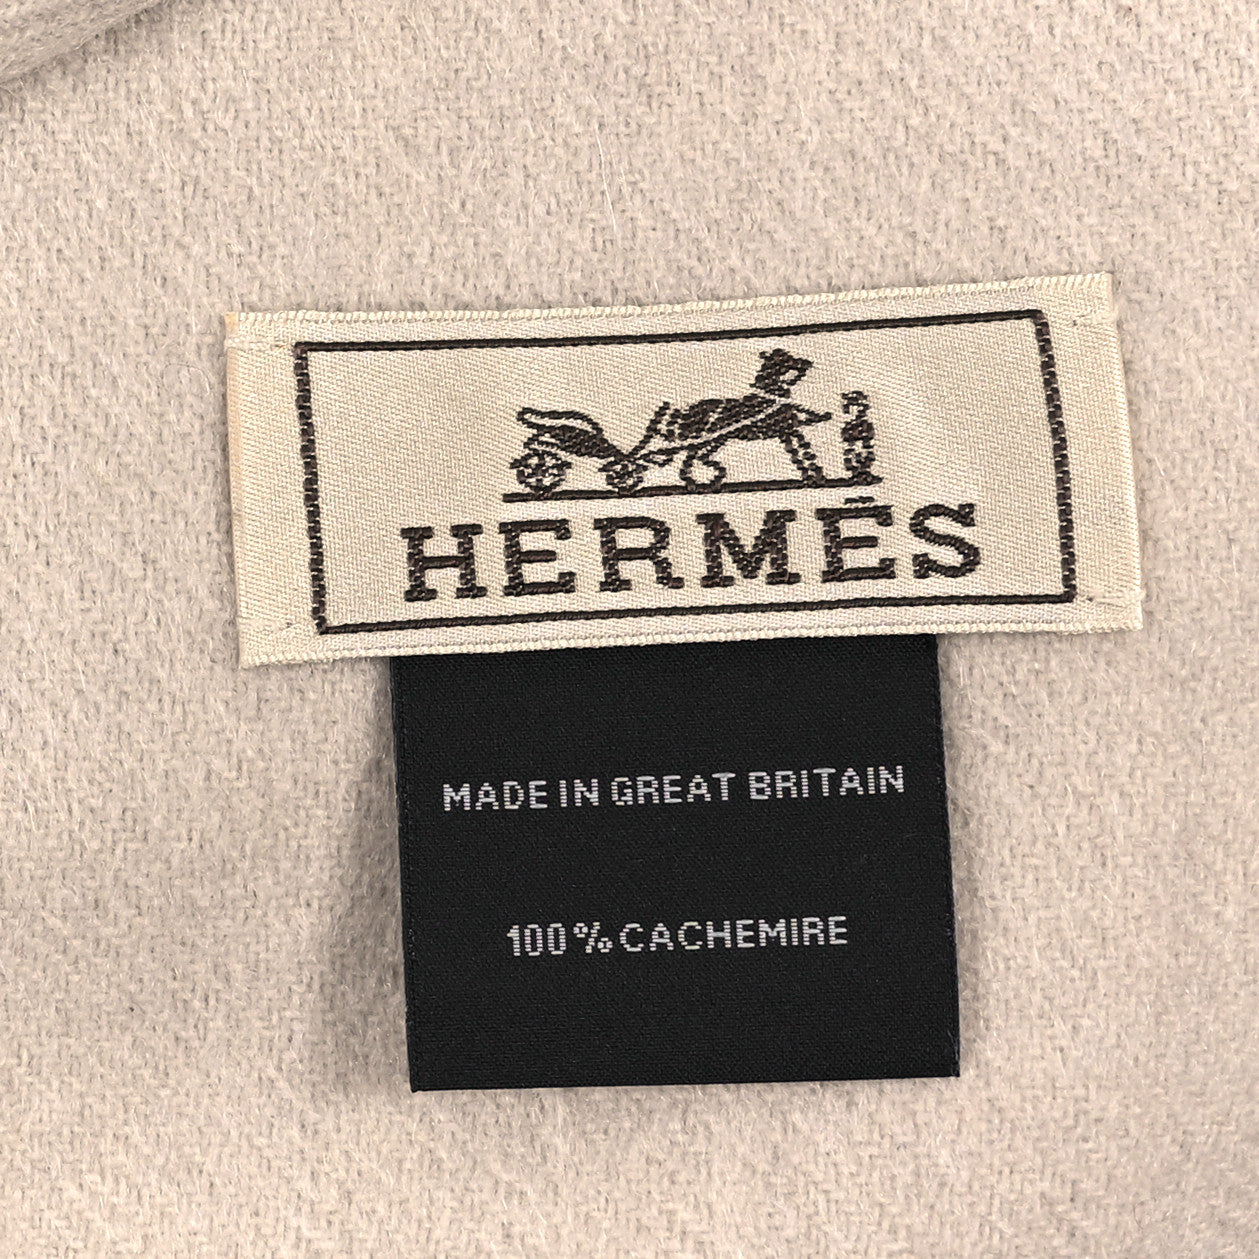 HERMÈS
MADE IN GREAT BRITAIN
100% CACHEMIRE